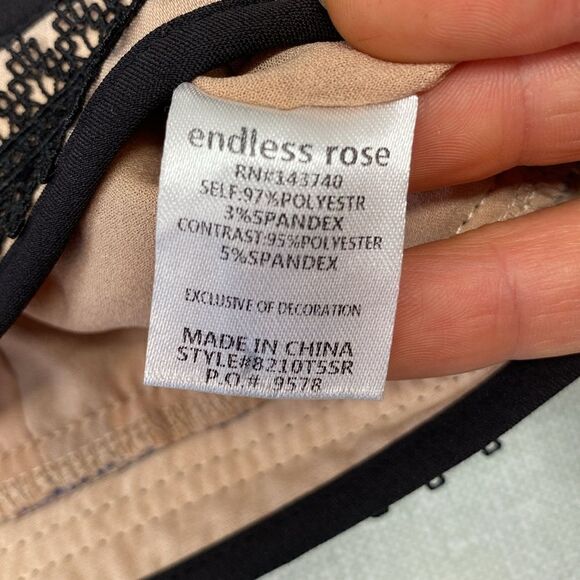 endless rose
RN#143740
SELF:97%POLYESTR
3%SPANDEX
CONTRAST:95%POLYESTER
5%SPANDEX
EXCLUSIVE OF DECORATION
MADE IN CHINA
STYLE#8210T5SR
P.O.# 9578